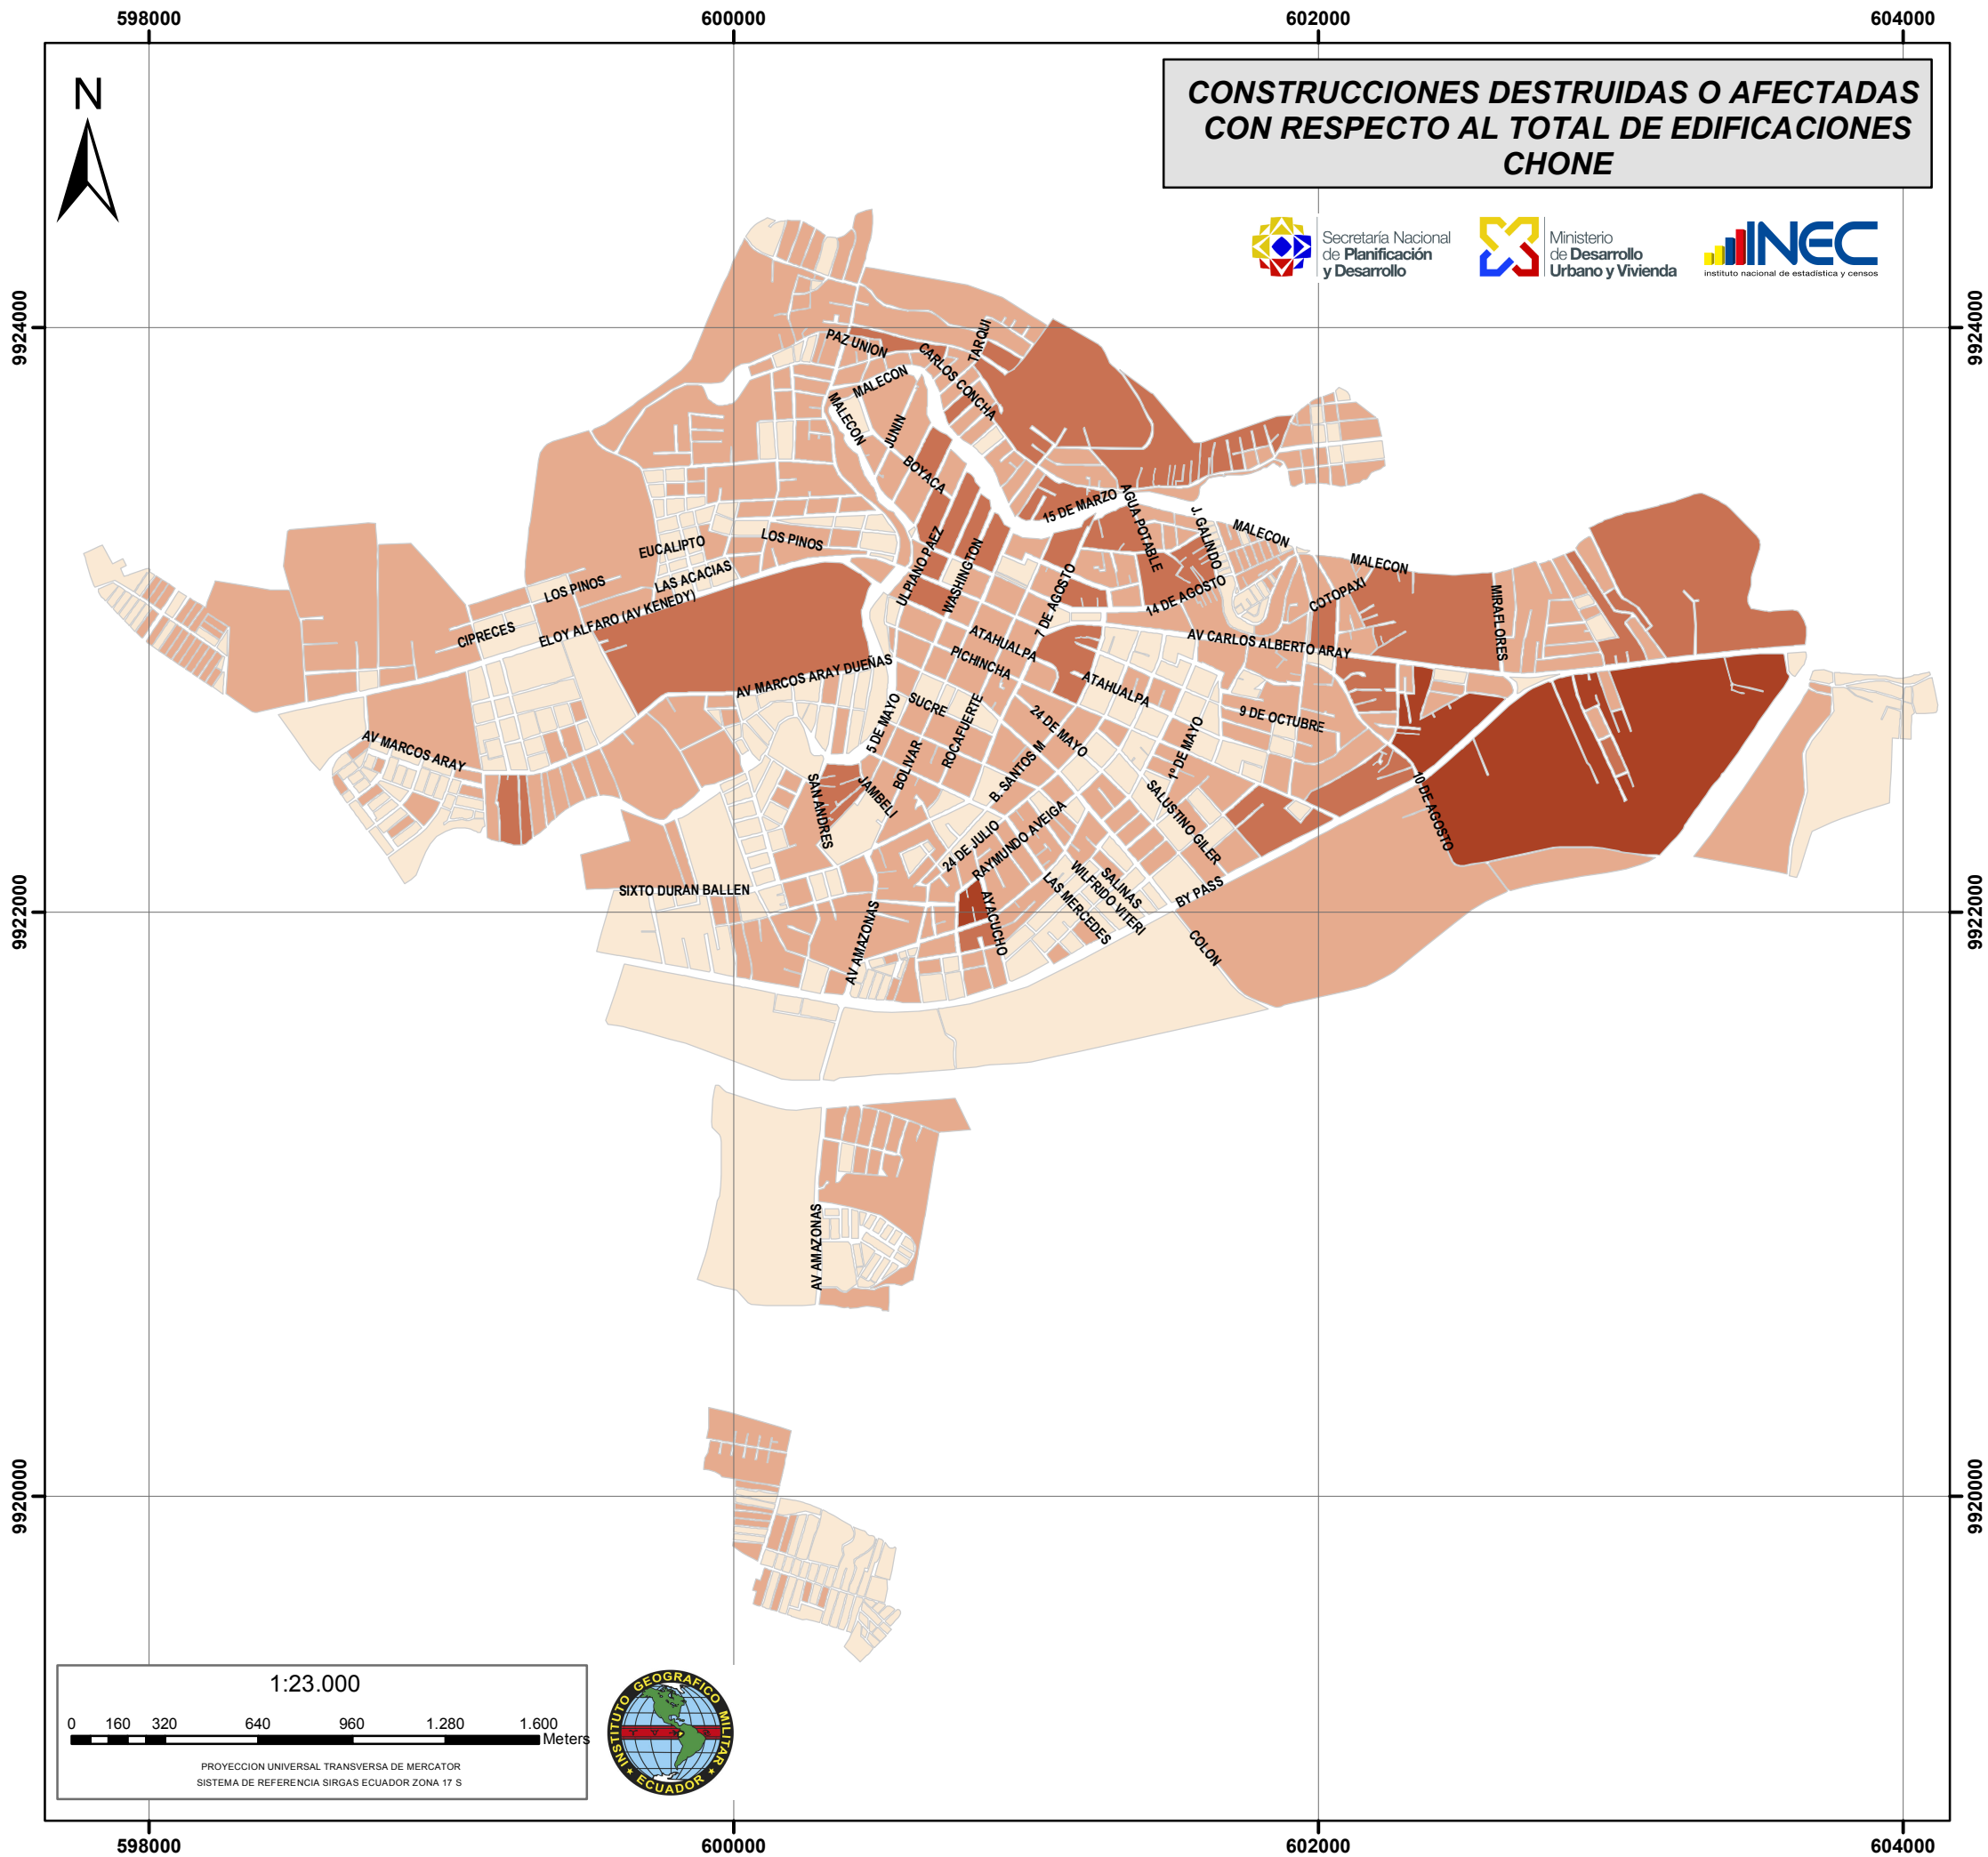 598000
600000
602000
604000
N
CONSTRUCCIONES DESTRUIDAS O AFECTADAS
CON RESPECTO AL TOTAL DE EDIFICACIONES
CHONE
Secretaría Nacional
de Planificación
y Desarrollo
Ministerio
de Desarrollo
Urbano y Vivienda
INEC
instituto nacional de estadística y censos
9924000
9924000
PAZ UNION
CARLOS CONCHA
TARQUI
MALECON
MALECON
JUNIN
BOYACA
15 DE MARZO
AGUA POTABLE
J. GALINDO
MALECON
MALECON
EUCALIPTO
LOS PINOS
ULPIANO PAEZ
WASHINGTON
7 DE AGOSTO
14 DE AGOSTO
COTOPAXI
MIRAFLORES
LOS PINOS
LAS ACACIAS
CIPRECES
ELOY ALFARO (AV KENEDY)
ATAHUALPA
PICHINCHA
AV CARLOS ALBERTO ARAY
AV MARCOS ARAY DUEÑAS
SUCRE
ATAHUALPA
9 DE OCTUBRE
5 DE MAYO
ROCAFUERTE
24 DE MAYO
1º DE MAYO
AV MARCOS ARAY
BOLIVAR
B. SANTOS M.
SAN ANDRES
JAMBELI
SALUSTINO GILER
10 DE AGOSTO
24 DE JULIO
RAYMUNDO AVEIGA
SIXTO DURAN BALLEN
SALINAS
WILFRIDO VITERI
LAS MERCEDES
BY PASS
AYACUCHO
AV AMAZONAS
COLON
9922000
9922000
AV AMAZONAS
9920000
9920000
1:23.000
0 160 320 640 960 1.280 1.600
Meters
PROYECCION UNIVERSAL TRANSVERSA DE MERCATOR
SISTEMA DE REFERENCIA SIRGAS ECUADOR ZONA 17 S
INSTITUTO GEOGRAFICO MILITAR
★ ECUADOR ★
598000
600000
602000
604000